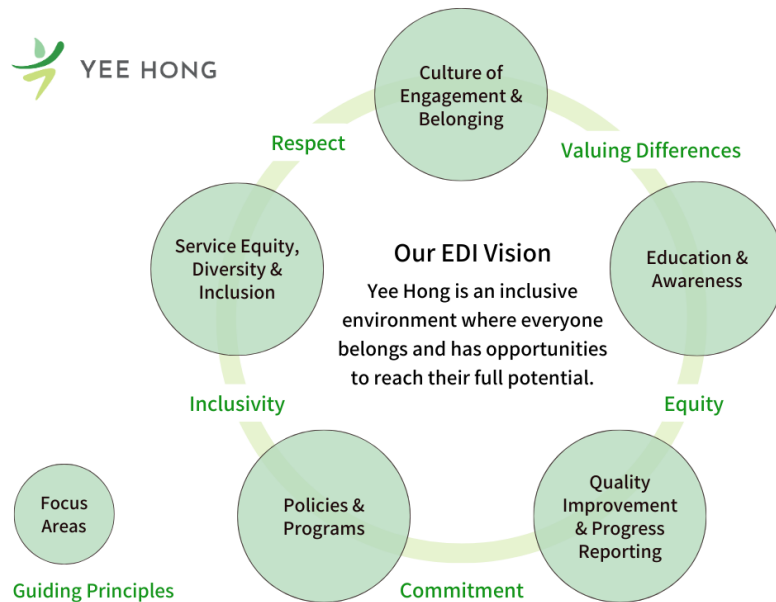 YEE HONG
Culture of
Engagement &
Belonging
Respect
Valuing Differences
Service Equity,
Diversity &
Inclusion
Our EDI Vision
Yee Hong is an inclusive
environment where everyone
belongs and has opportunities
to reach their full potential.
Education &
Awareness
Inclusivity
Equity
Focus
Areas
Policies &
Programs
Quality
Improvement
& Progress
Reporting
Guiding Principles
Commitment